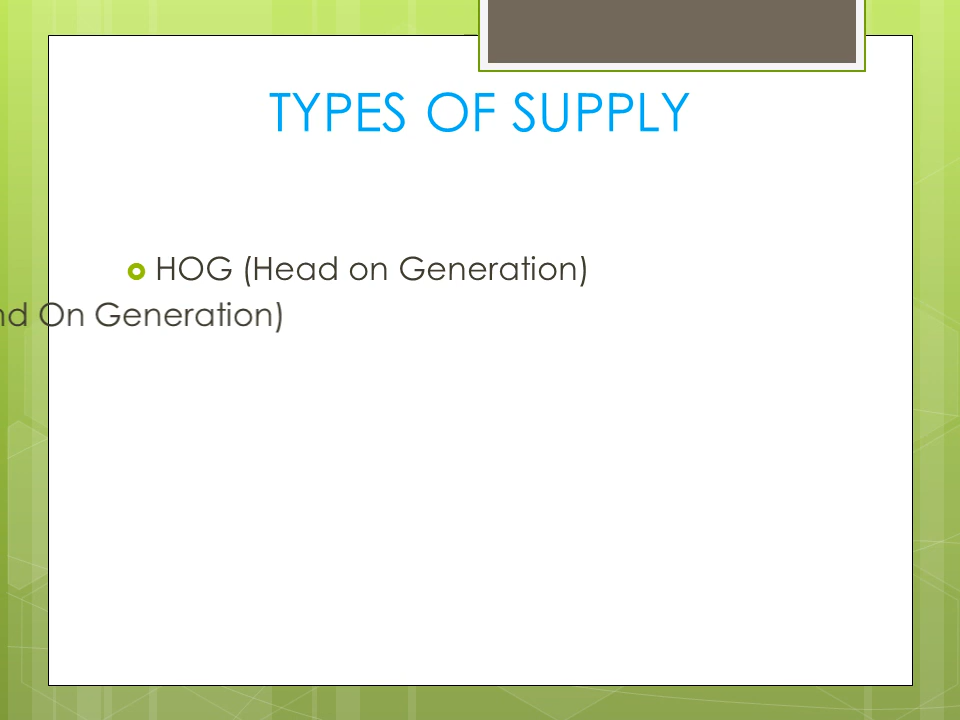 TYPES OF SUPPLY
HOG (Head on Generation)
On Generation)